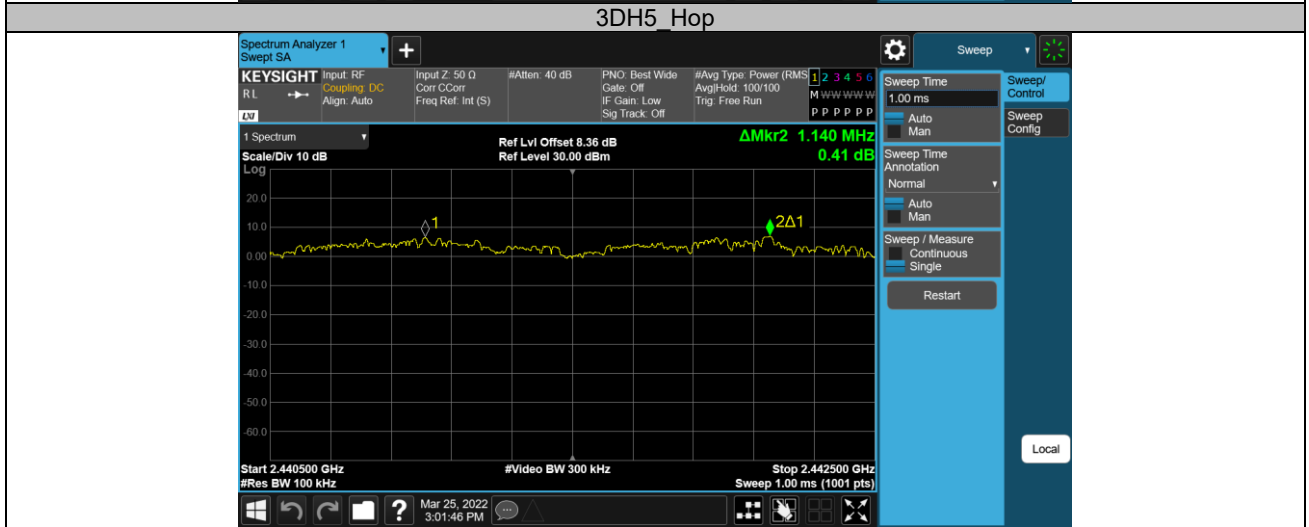 3DH5_Hop
Spectrum Analyzer 1
Swept SA
Sweep
KEYSIGHT
RL
LXI
Input: RF
Coupling: DC
Align: Auto
Input Z: 50 Ω
Corr CCorr
Freq Ref: Int (S)
#Atten: 40 dB
PNO: Best Wide
Gate: Off
IF Gain: Low
Sig Track: Off
#Avg Type: Power (RMS
Avg|Hold: 100/100
Trig: Free Run
1 2 3 4 5 6
M W W W W W
P P P P P P
1 Spectrum
Scale/Div 10 dB
Log
Ref Lvl Offset 8.36 dB
Ref Level 30.00 dBm
ΔMkr2 1.140 MHz
0.41 dB
20.0
10.0
0.00
-10.0
-20.0
-30.0
-40.0
-50.0
-60.0
1
2Δ1
Start 2.440500 GHz
#Res BW 100 kHz
#Video BW 300 kHz
Stop 2.442500 GHz
Sweep 1.00 ms (1001 pts)
Sweep Time
1.00 ms
Auto
Man
Sweep Time
Annotation
Normal
Auto
Man
Sweep / Measure
Continuous
Single
Restart
Sweep/
Control
Sweep
Config
Local
?
Mar 25, 2022
3:01:46 PM